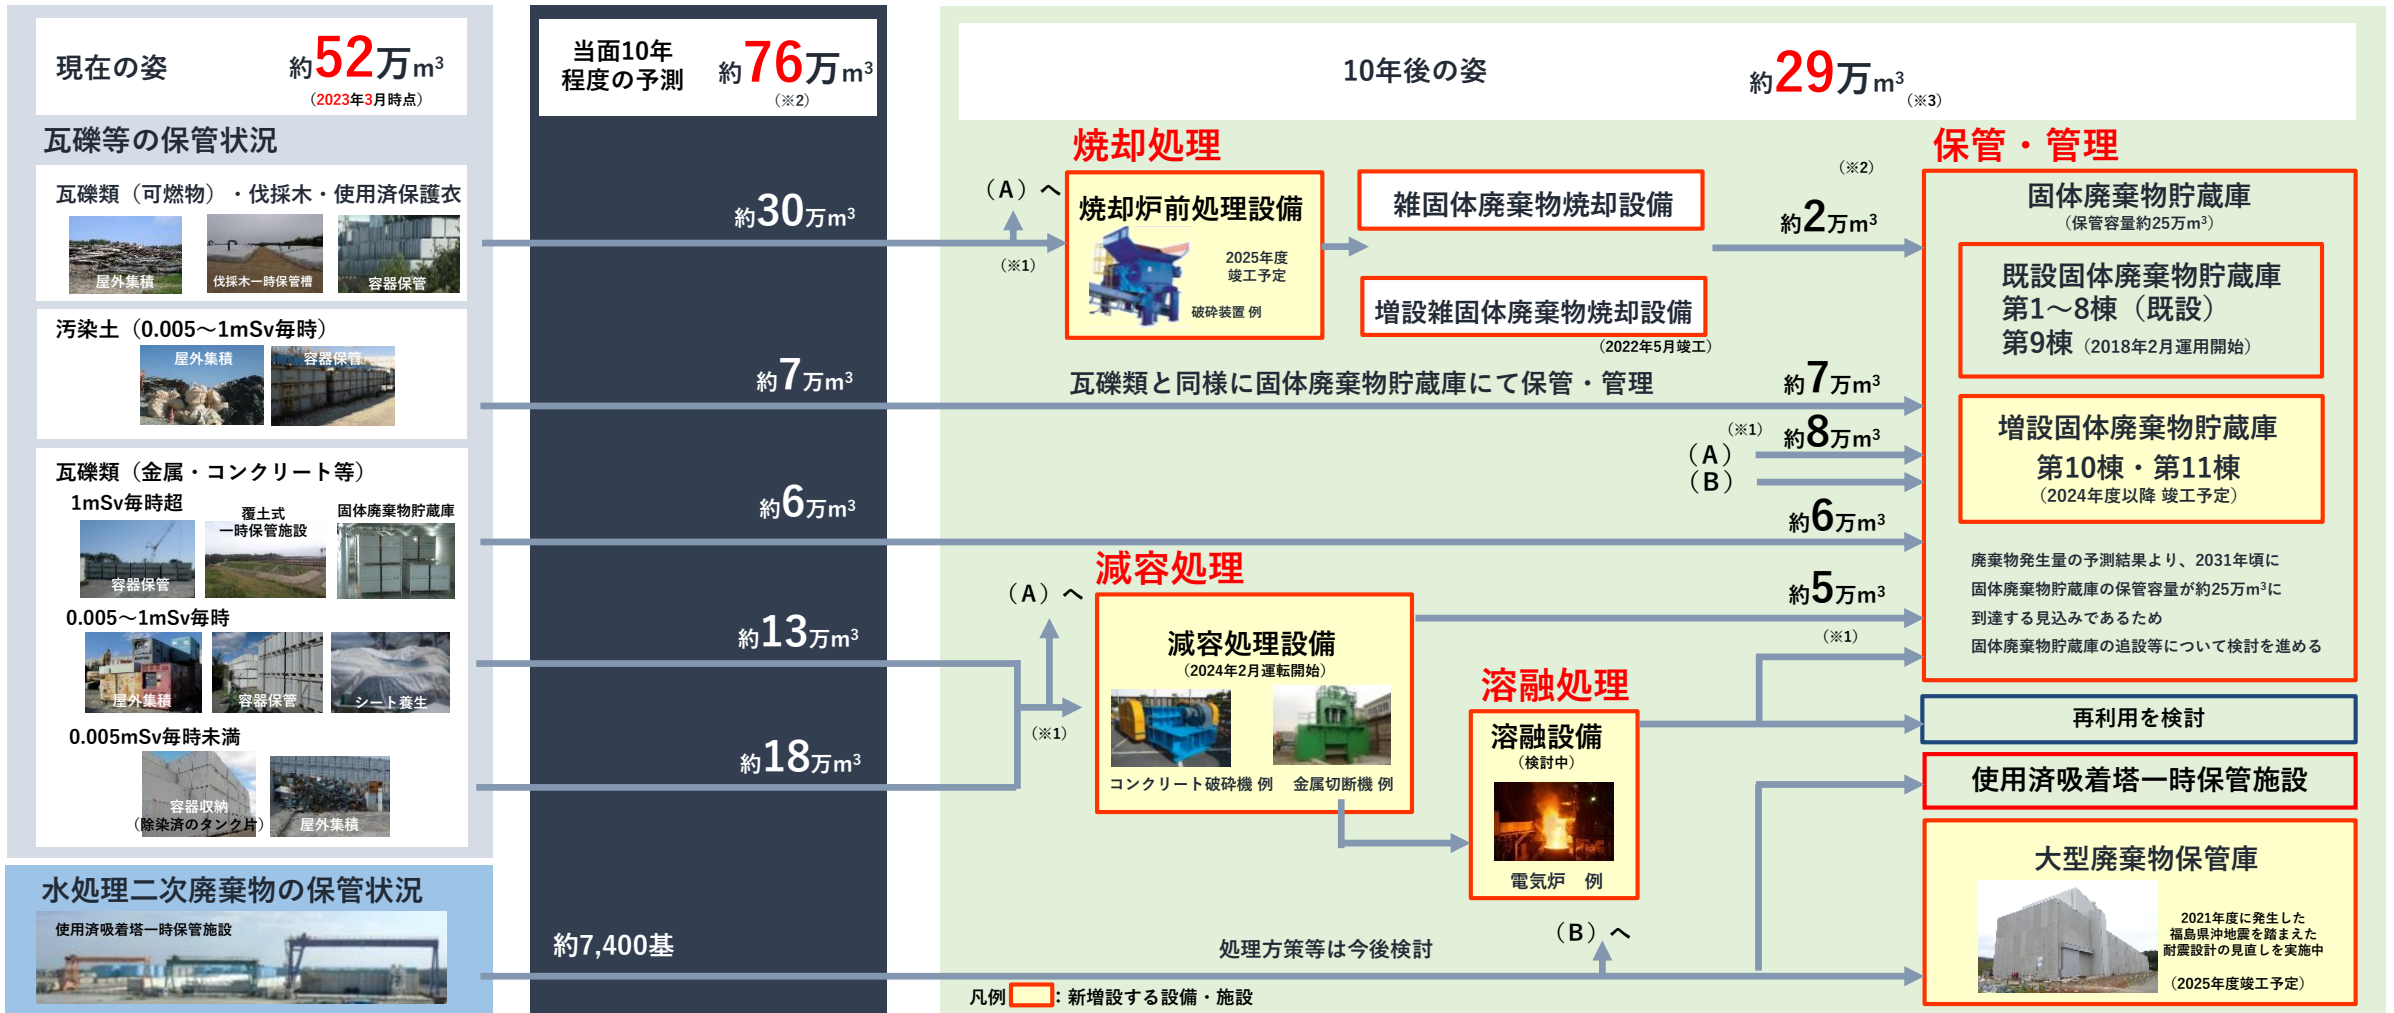 現在の姿
約52万m³
（2023年3月時点）
瓦礫等の保管状況
瓦礫類（可燃物）・伐採木・使用済保護衣
屋外集積
伐採木一時保管槽
容器保管
汚染土（0.005～1mSv毎時）
屋外集積
容器保管
瓦礫類（金属・コンクリート等）
1mSv毎時超
容器保管
覆土式
一時保管施設
固体廃棄物貯蔵庫
0.005～1mSv毎時
屋外集積
容器保管
シート養生
0.005mSv毎時未満
容器収納
（除染済のタンク片）
屋外集積
水処理二次廃棄物の保管状況
使用済吸着塔一時保管施設
当面10年
程度の予測
約76万m³
（※2）
約30万m³
約7万m³
約6万m³
約13万m³
約18万m³
約7,400基
10年後の姿
約29万m³
（※3）
焼却処理
（A）へ
（※1）
焼却炉前処理設備
2025年度
竣工予定
破砕装置 例
雑固体廃棄物焼却設備
増設雑固体廃棄物焼却設備
（2022年5月竣工）
（※2）
約2万m³
瓦礫類と同様に固体廃棄物貯蔵庫にて保管・管理
約7万m³
（※1）
約8万m³
（A）
（B）
約6万m³
減容処理
（A）へ
（※1）
減容処理設備
（2024年2月運転開始）
コンクリート破砕機 例
金属切断機 例
約5万m³
（※1）
溶融処理
溶融設備
（検討中）
電気炉 例
処理方策等は今後検討
（B）へ
凡例
：新増設する設備・施設
保管・管理
固体廃棄物貯蔵庫
（保管容量約25万m³）
既設固体廃棄物貯蔵庫
第1～8棟（既設）
第9棟（2018年2月運用開始）
増設固体廃棄物貯蔵庫
第10棟・第11棟
（2024年度以降 竣工予定）
廃棄物発生量の予測結果より、2031年頃に
固体廃棄物貯蔵庫の保管容量が約25万m³に
到達する見込みであるため
固体廃棄物貯蔵庫の追設等について検討を進める
再利用を検討
使用済吸着塔一時保管施設
大型廃棄物保管庫
2021年度に発生した
福島県沖地震を踏まえた
耐震設計の見直しを実施中
（2025年度竣工予定）